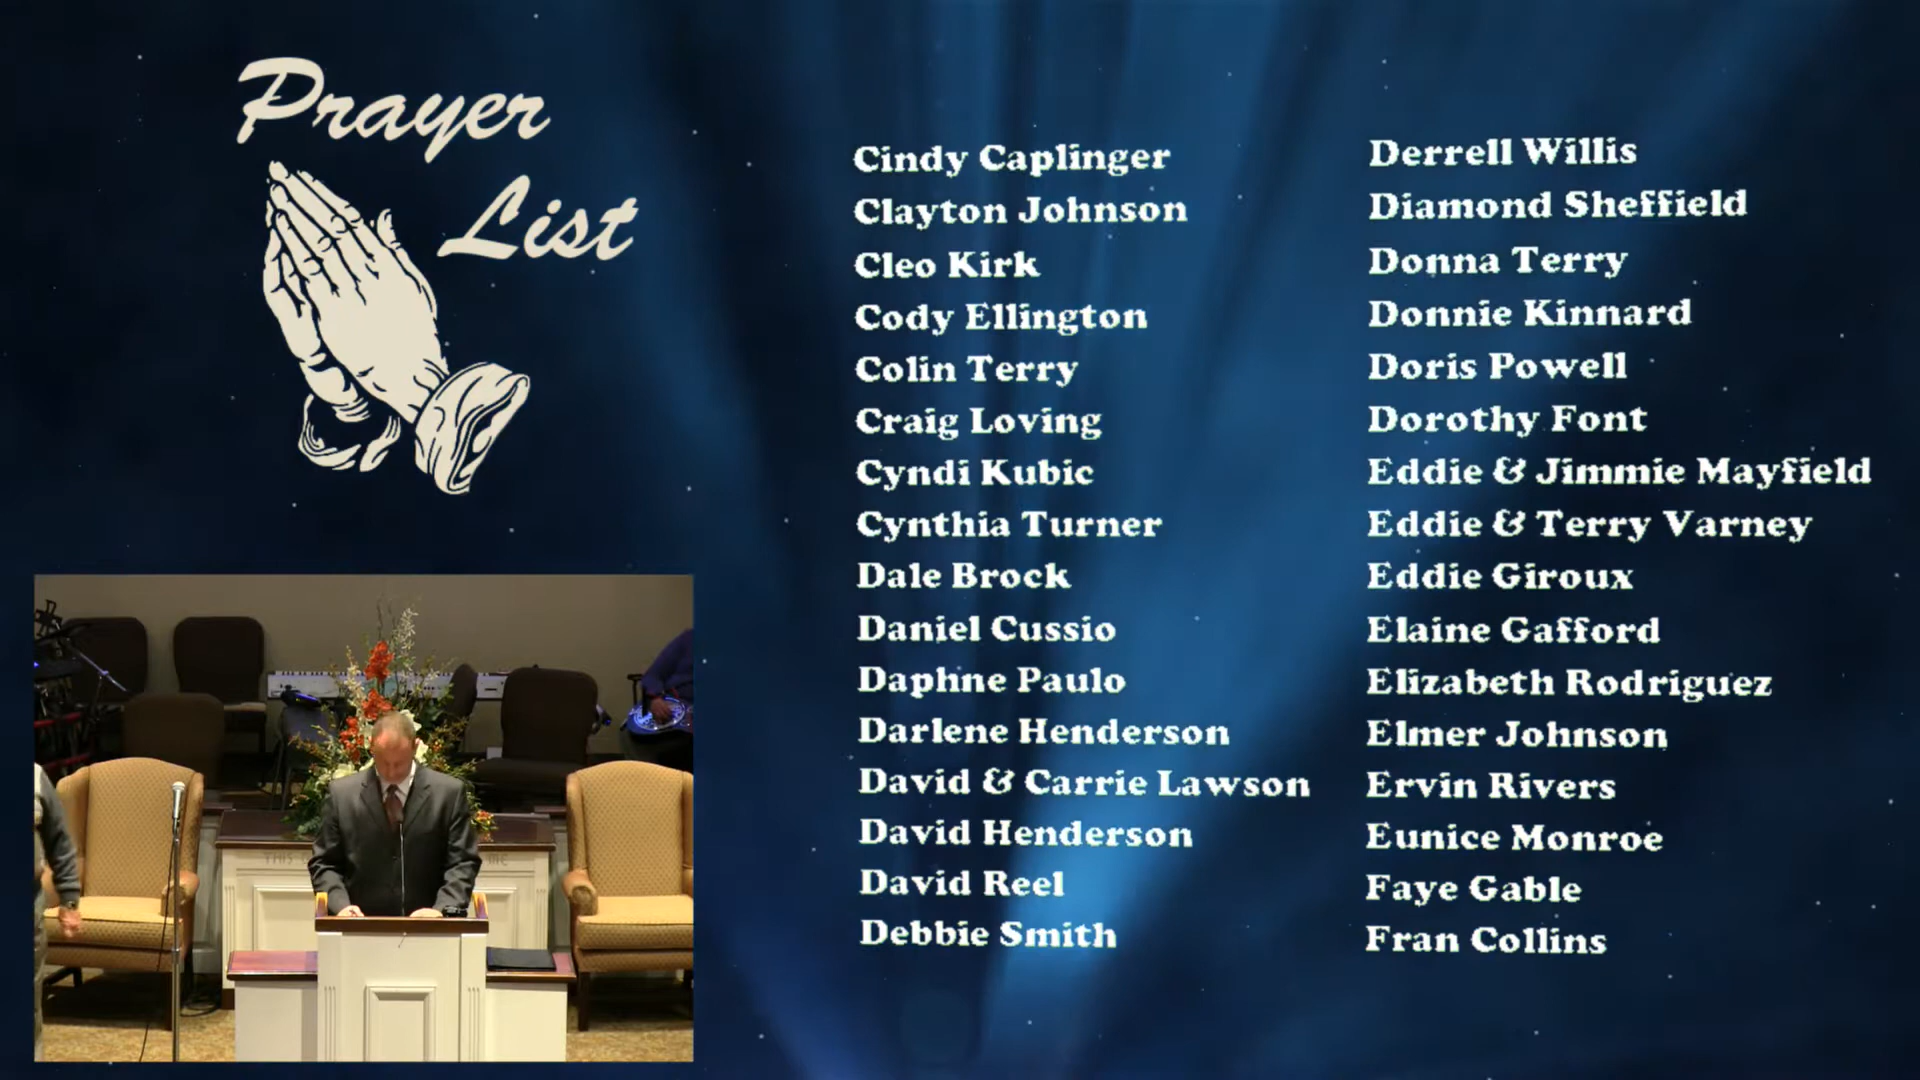 Prayer
List
Cindy Caplinger
Clayton Johnson
Cleo Kirk
Cody Ellington
Colin Terry
Craig Loving
Cyndi Kubic
Cynthia Turner
Dale Brock
Daniel Cussio
Daphne Paulo
Darlene Henderson
David & Carrie Lawson
David Henderson
David Reel
Debbie Smith
Derrell Willis
Diamond Sheffield
Donna Terry
Donnie Kinnard
Doris Powell
Dorothy Font
Eddie & Jimmie Mayfield
Eddie & Terry Varney
Eddie Giroux
Elaine Gafford
Elizabeth Rodriguez
Elmer Johnson
Ervin Rivers
Eunice Monroe
Faye Gable
Fran Collins
THIS